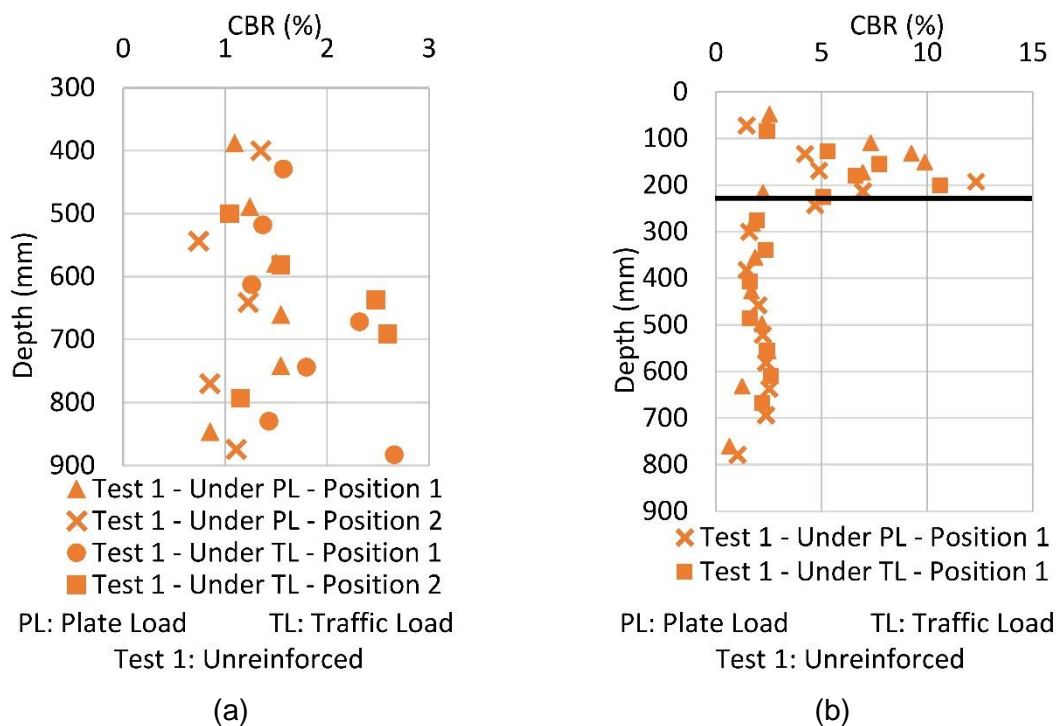 CBR (%)
0 1 2 3
300
400
500
600
700
800
900
Depth (mm)
Test 1 - Under PL - Position 1
Test 1 - Under PL - Position 2
Test 1 - Under TL - Position 1
Test 1 - Under TL - Position 2
PL: Plate Load TL: Traffic Load
Test 1: Unreinforced
(a)
CBR (%)
0 5 10 15
0
100
200
300
400
500
600
700
800
900
Depth (mm)
Test 1 - Under PL - Position 1
Test 1 - Under TL - Position 1
PL: Plate Load TL: Traffic Load
Test 1: Unreinforced
(b)